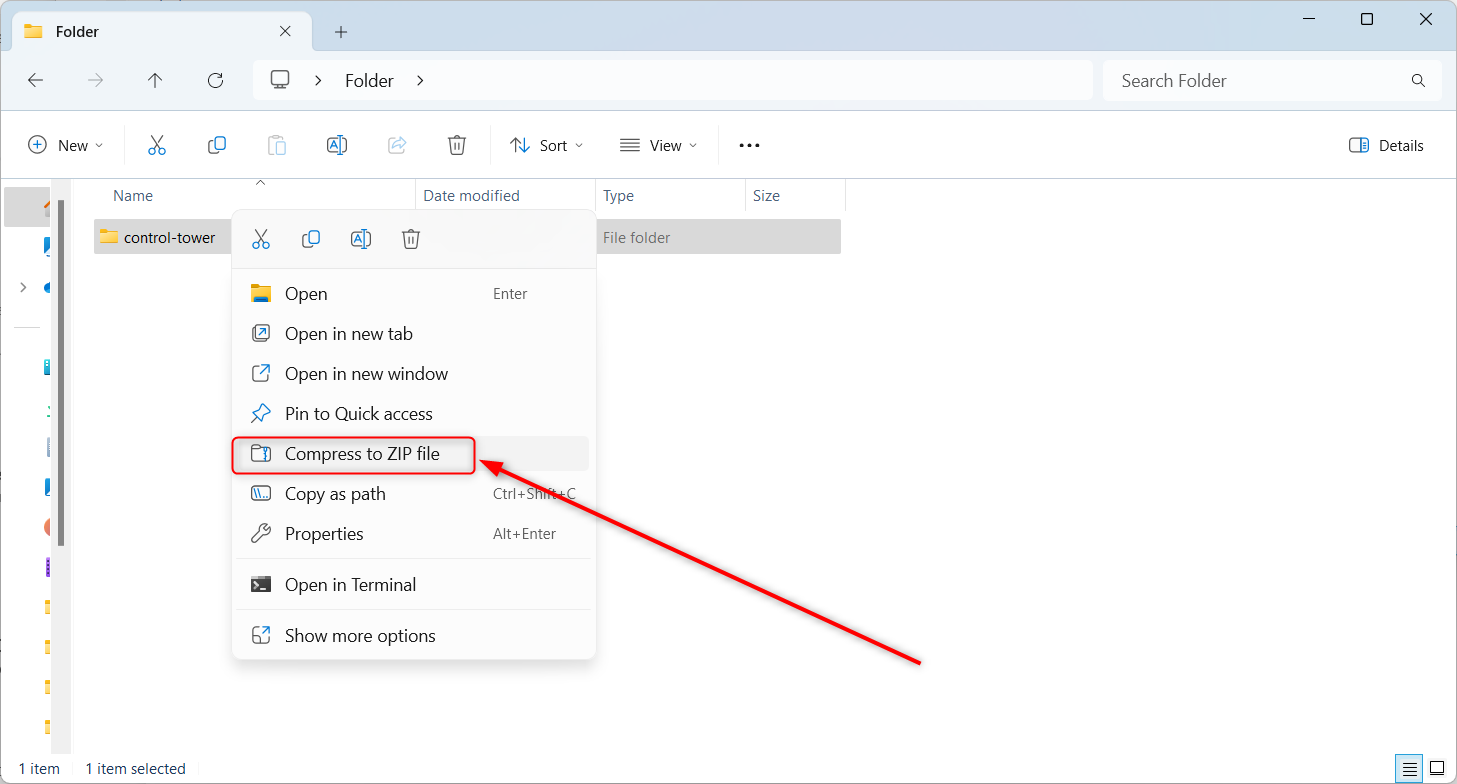 Folder
Folder
Search Folder
New
Sort
View
Details
Name
Date modified
Type
Size
control-tower
File folder
Open Enter
Open in new tab
Open in new window
Pin to Quick access
Compress to ZIP file
Copy as path Ctrl+Shift+C
Properties Alt+Enter
Open in Terminal
Show more options
1 item
1 item selected